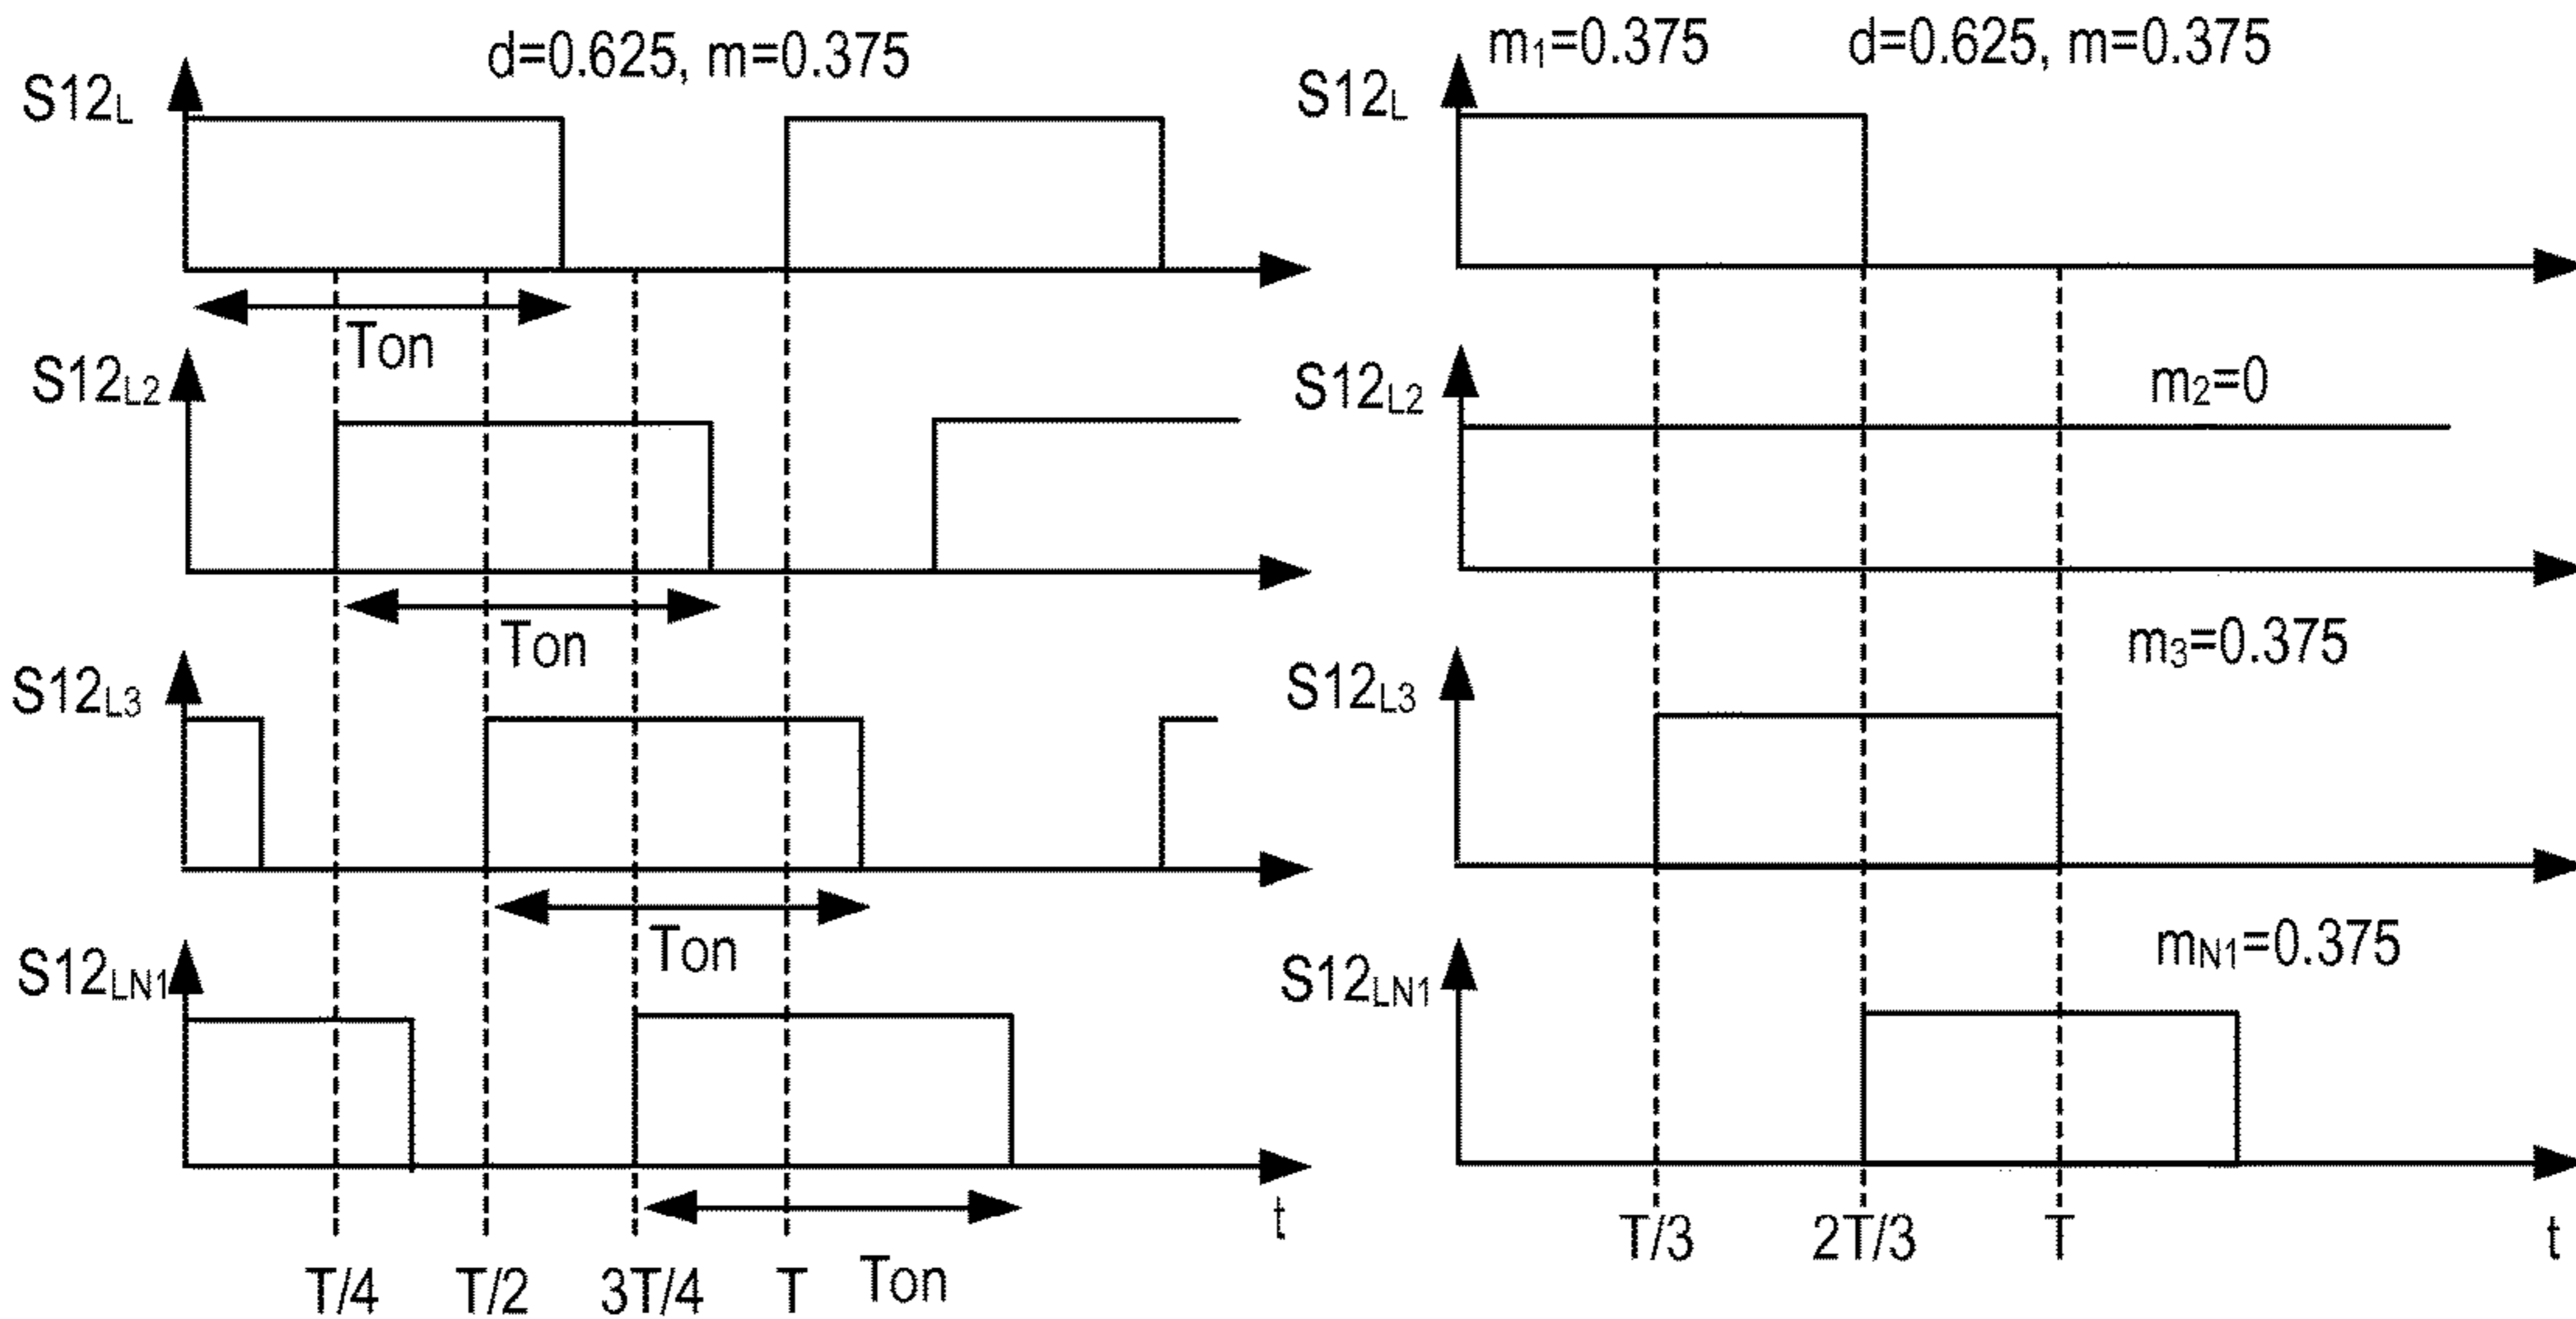 d=0.625, m=0.375
S12L
Ton
S12L2
Ton
S12L3
Ton
S12LN1
t
T/4 T/2 3T/4 T Ton
m1=0.375 d=0.625, m=0.375
S12L
m2=0
S12L2
m3=0.375
S12L3
mN1=0.375
S12LN1
T/3 2T/3 T t